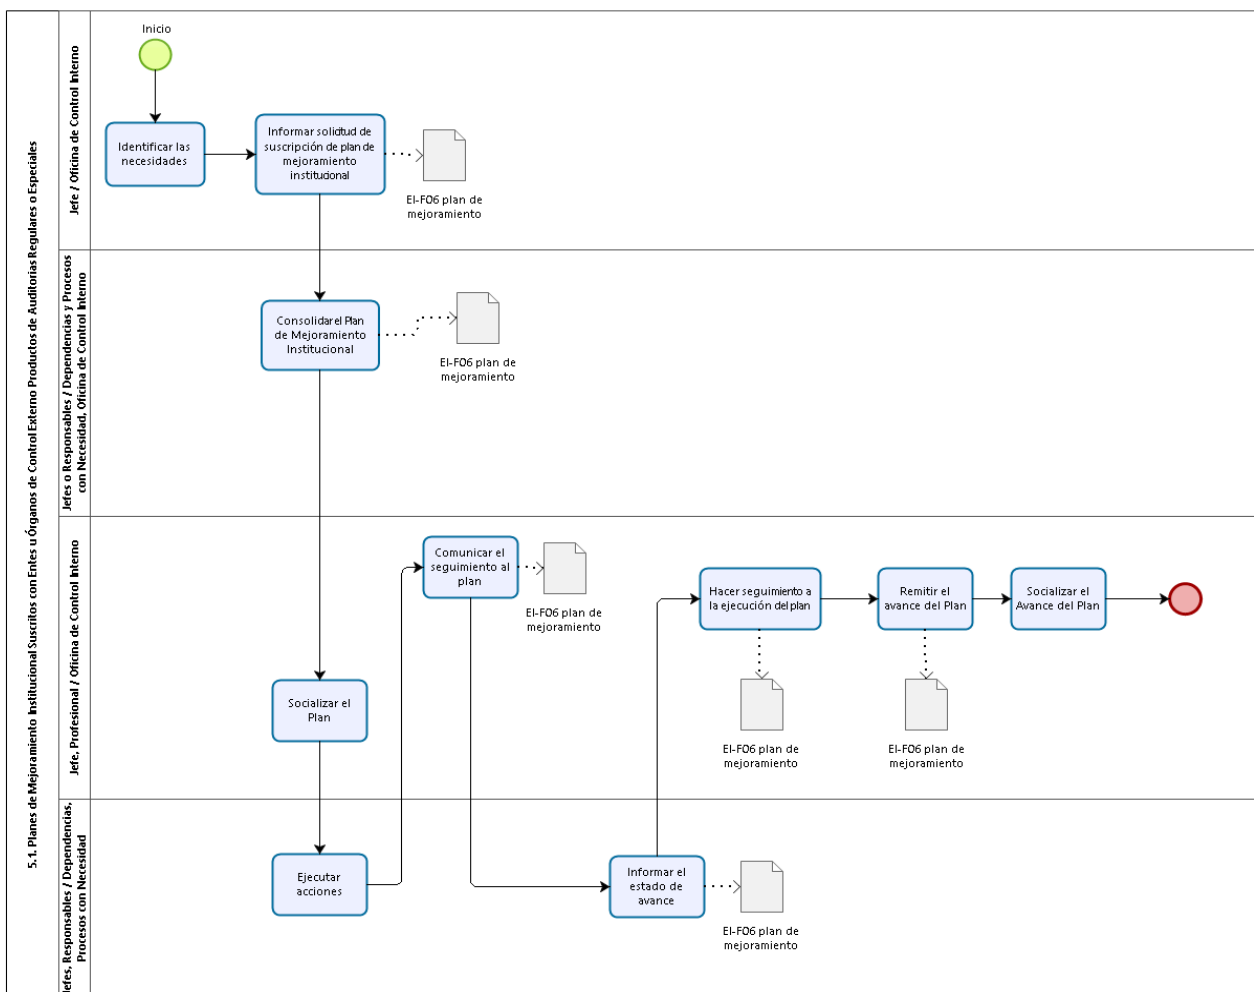 5.1. Planes de Mejoramiento Institucional Suscritos con Entes u Órganos de Control Externo Productos de Auditorias Regulares o Especiales
Jefe / Oficina de Control Interno
Inicio
Identificar las
necesidades
Informar solicitud de
suscripción de plan de
mejoramiento
institucional
EI-F06 plan de
mejoramiento
Jefes o Responsables / Dependencias y Procesos
con Necesidad, Oficina de Control Interno
Consolidar el Plan
de Mejoramiento
Institucional
EI-F06 plan de
mejoramiento
Jefe, Profesional / Oficina de Control Interno
Comunicar el
seguimiento al
plan
EI-F06 plan de
mejoramiento
Hacer seguimiento a
la ejecución del plan
Remitir el
avance del Plan
Socializar el
Avance del Plan
EI-F06 plan de
mejoramiento
EI-F06 plan de
mejoramiento
Socializar el
Plan
Jefes, Responsables / Dependencias,
Procesos con Necesidad
Ejecutar
acciones
Informar el
estado de
avance
EI-F06 plan de
mejoramiento